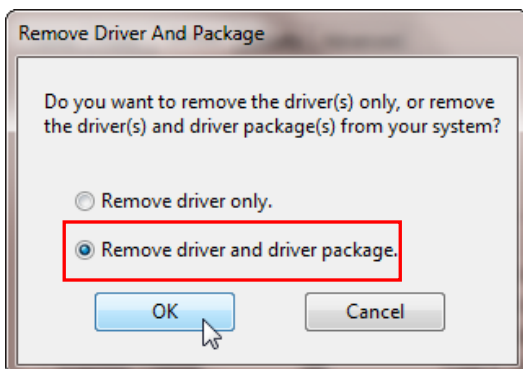 Remove Driver And Package
Do you want to remove the driver(s) only, or remove
the driver(s) and driver package(s) from your system?
Remove driver only.
Remove driver and driver package.
OK Cancel